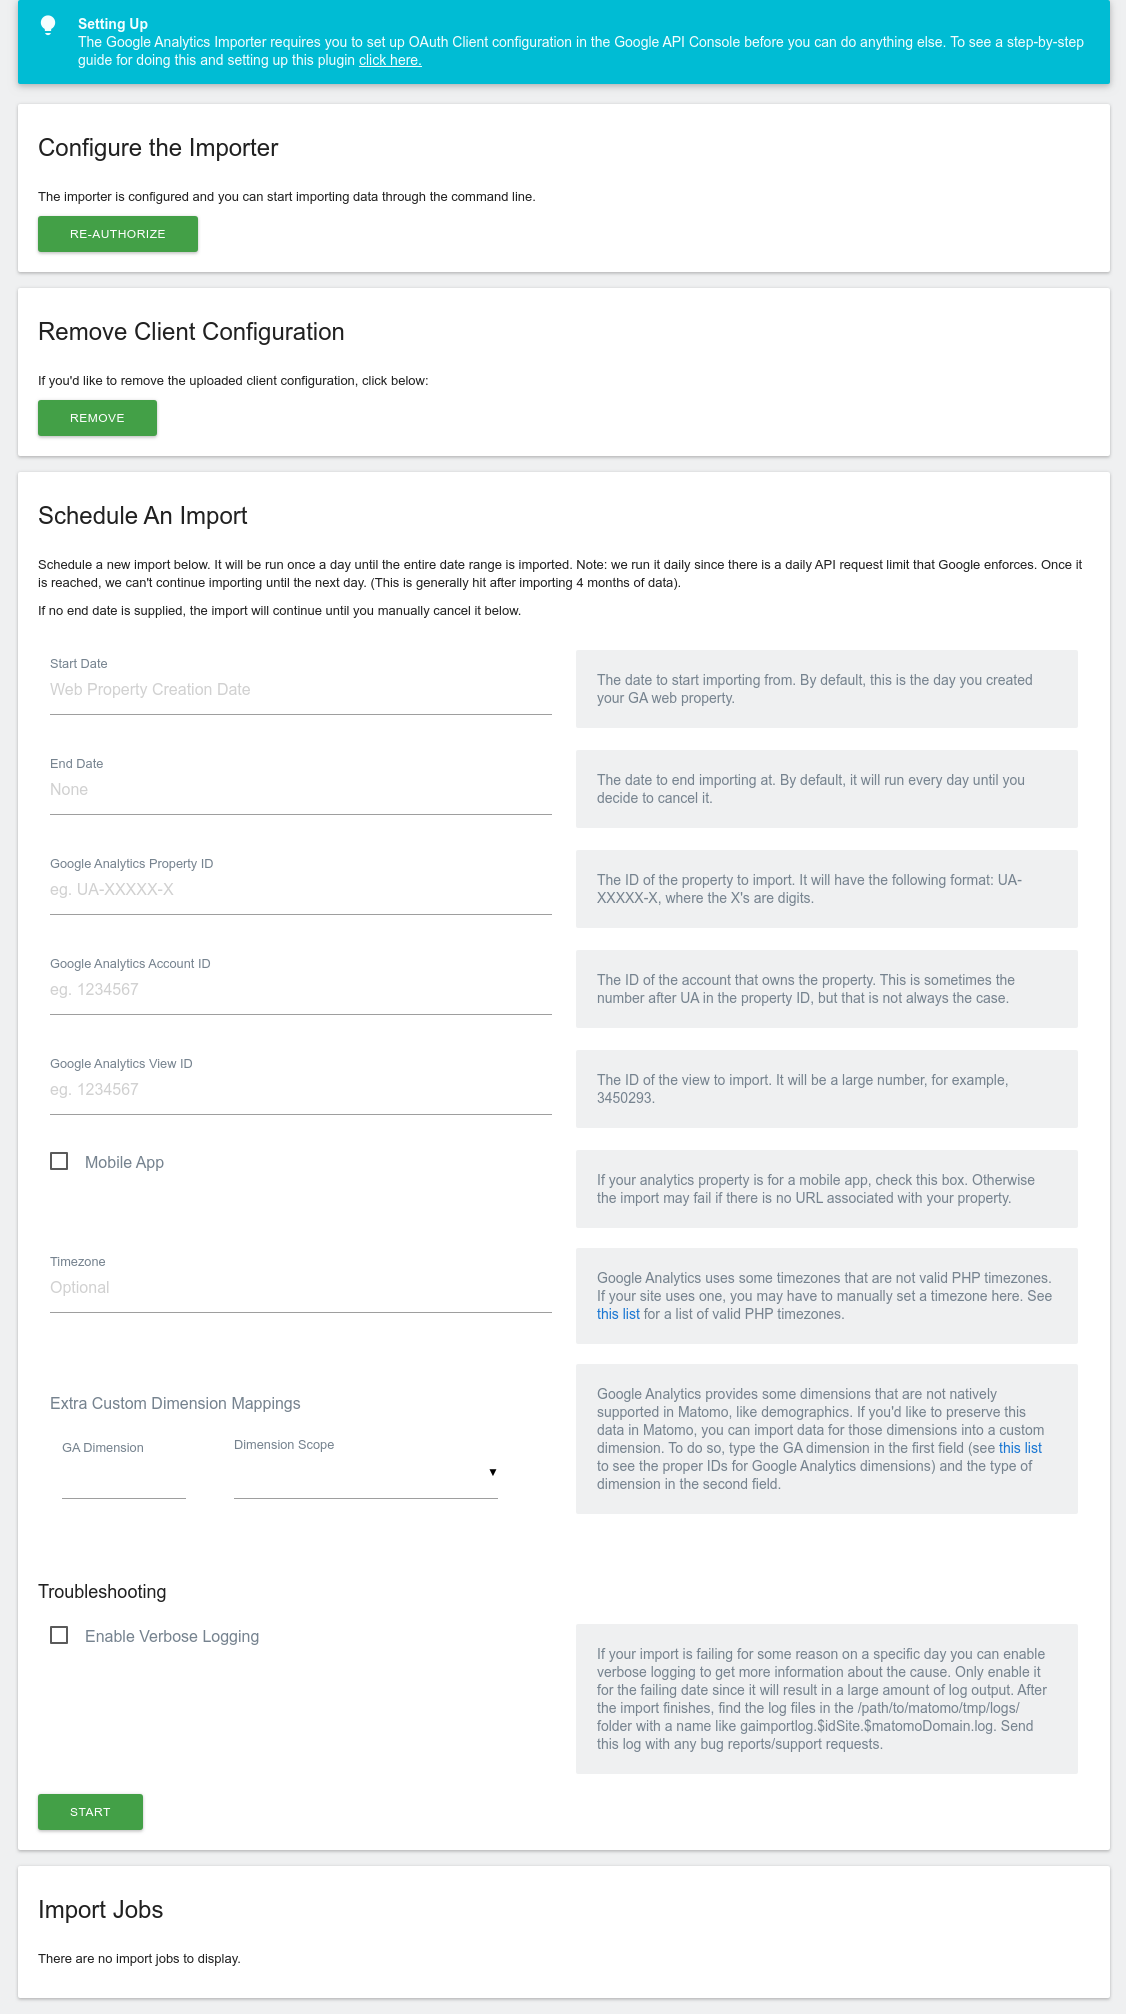 Setting Up
The Google Analytics Importer requires you to set up OAuth Client configuration in the Google API Console before you can do anything else. To see a step-by-step
guide for doing this and setting up this plugin click here.
Configure the Importer
The importer is configured and you can start importing data through the command line.
RE-AUTHORIZE
Remove Client Configuration
If you'd like to remove the uploaded client configuration, click below:
REMOVE
Schedule An Import
Schedule a new import below. It will be run once a day until the entire date range is imported. Note: we run it daily since there is a daily API request limit that Google enforces. Once it
is reached, we can't continue importing until the next day. (This is generally hit after importing 4 months of data).
If no end date is supplied, the import will continue until you manually cancel it below.
Start Date
Web Property Creation Date
The date to start importing from. By default, this is the day you created
your GA web property.
End Date
None
The date to end importing at. By default, it will run every day until you
decide to cancel it.
Google Analytics Property ID
eg. UA-XXXXX-X
The ID of the property to import. It will have the following format: UA-
XXXXX-X, where the X's are digits.
Google Analytics Account ID
eg. 1234567
The ID of the account that owns the property. This is sometimes the
number after UA in the property ID, but that is not always the case.
Google Analytics View ID
eg. 1234567
The ID of the view to import. It will be a large number, for example,
3450293.
Mobile App
If your analytics property is for a mobile app, check this box. Otherwise
the import may fail if there is no URL associated with your property.
Timezone
Optional
Google Analytics uses some timezones that are not valid PHP timezones.
If your site uses one, you may have to manually set a timezone here. See
this list for a list of valid PHP timezones.
Extra Custom Dimension Mappings
GA Dimension
Dimension Scope
Google Analytics provides some dimensions that are not natively
supported in Matomo, like demographics. If you'd like to preserve this
data in Matomo, you can import data for those dimensions into a custom
dimension. To do so, type the GA dimension in the first field (see this list
to see the proper IDs for Google Analytics dimensions) and the type of
dimension in the second field.
Troubleshooting
Enable Verbose Logging
If your import is failing for some reason on a specific day you can enable
verbose logging to get more information about the cause. Only enable it
for the failing date since it will result in a large amount of log output. After
the import finishes, find the log files in the /path/to/matomo/tmp/logs/
folder with a name like gaimportlog.$idSite.$matomoDomain.log. Send
this log with any bug reports/support requests.
START
Import Jobs
There are no import jobs to display.